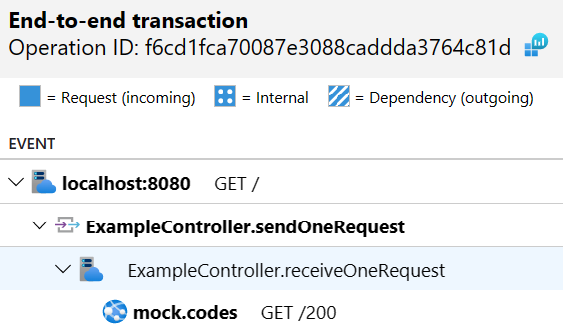 End-to-end transaction
Operation ID: f6cd1fca70087e3088caddda3764c81d
= Request (incoming) = Internal = Dependency (outgoing)
EVENT
localhost:8080 GET /
ExampleController.sendOneRequest
ExampleController.receiveOneRequest
mock.codes GET /200